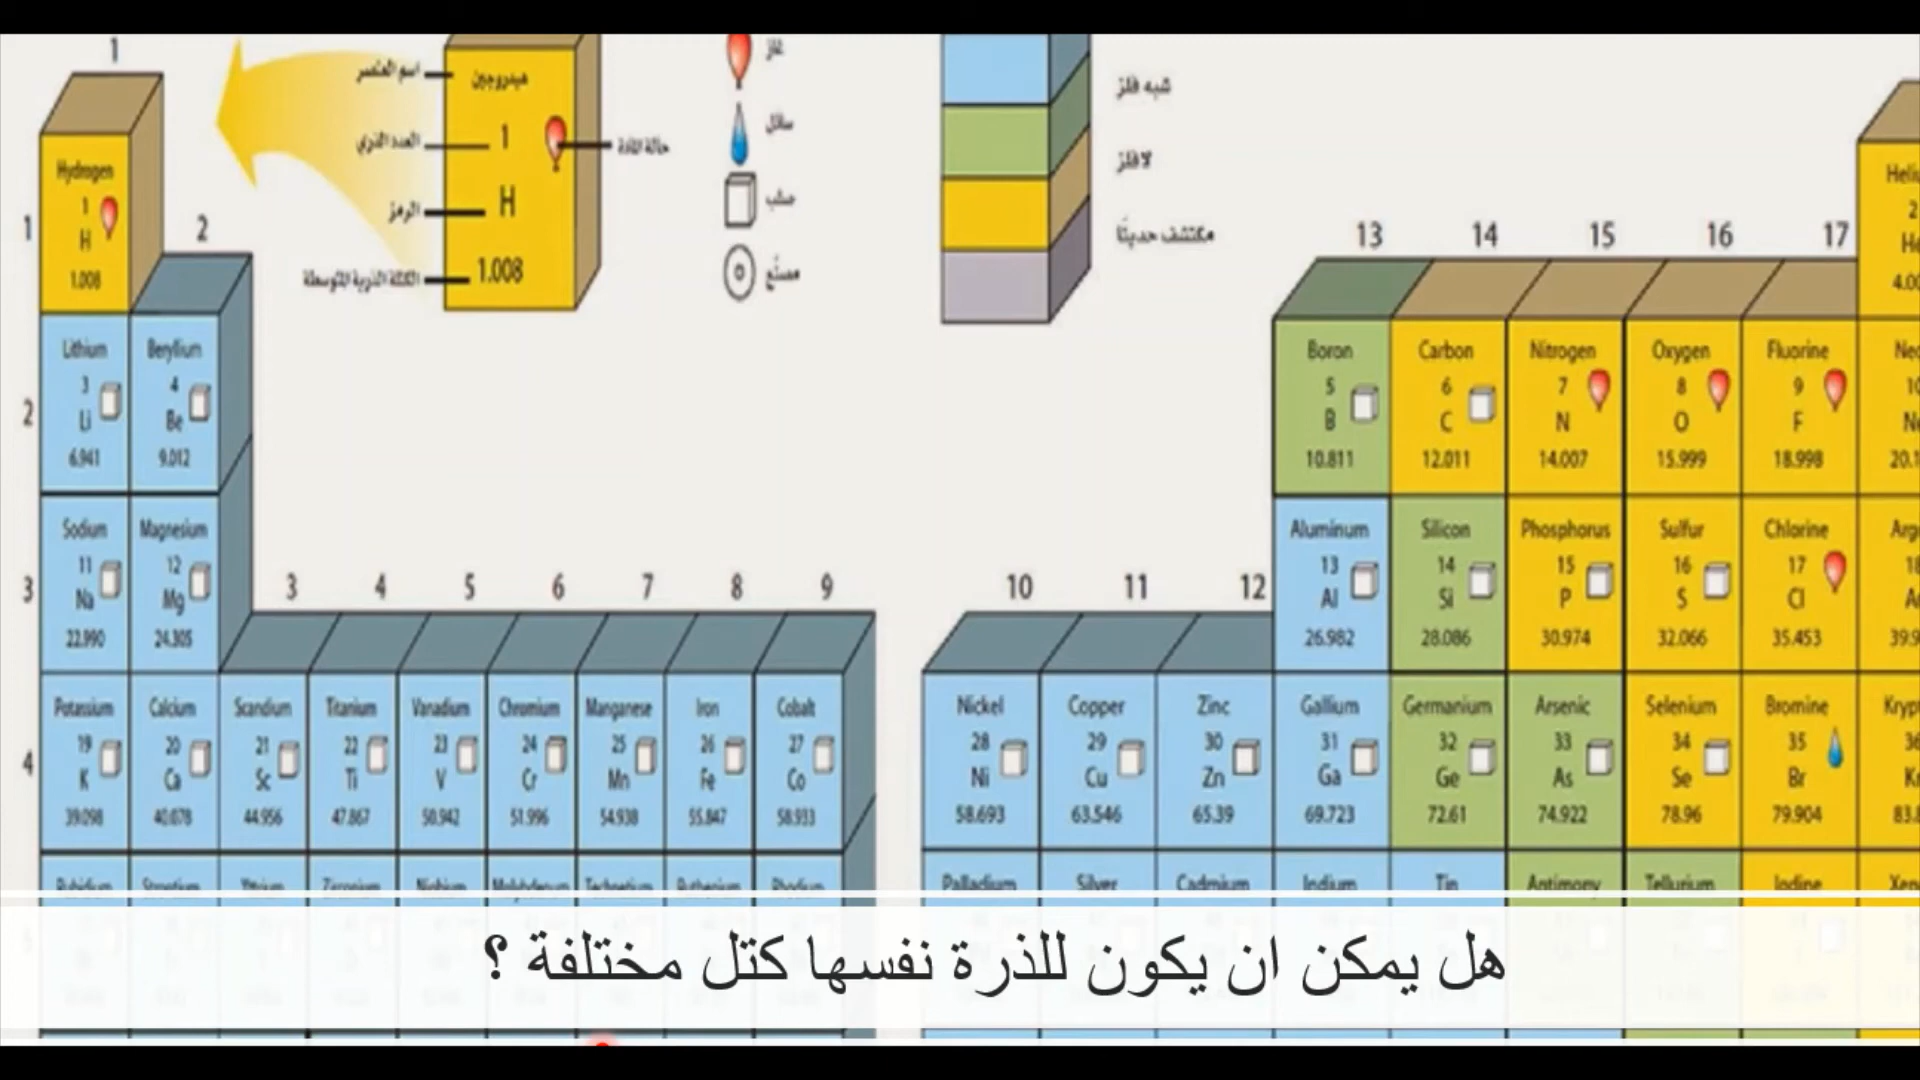 1
اسم العنصر
هيدروجين
غاز
العدد الذري
1
حالة المادة
سائل
شبه فلز
الرمز
H
صلب
لافلز
الكتلة الذرية المتوسطة
1.008
مصنّع
مكتشف حديثًا
1
2
13 14 15 16 17
Hydrogen
1
H
1.008
2
Lithium Beryllium Boron Carbon Nitrogen Oxygen Fluorine
3 4 5 6 7 8 9
Li Be B C N O F
6.941 9.012 10.811 12.011 14.007 15.999 18.998
3
3 4 5 6 7 8 9 10 11 12
Sodium Magnesium Aluminum Silicon Phosphorus Sulfur Chlorine
11 12 13 14 15 16 17
Na Mg Al Si P S Cl
22.990 24.305 26.982 28.086 30.974 32.066 35.453
4
Potassium Calcium Scandium Titanium Vanadium Chromium Manganese Iron Cobalt Nickel Copper Zinc Gallium Germanium Arsenic Selenium Bromine
19 20 21 22 23 24 25 26 27 28 29 30 31 32 33 34 35
K Ca Sc Ti V Cr Mn Fe Co Ni Cu Zn Ga Ge As Se Br
39.098 40.078 44.956 47.867 50.942 51.996 54.938 55.847 58.933 58.693 63.546 65.39 69.723 72.61 74.922 78.96 79.904
Palladium Silver Cadmium Indium Tin Antimony Tellurium Iodine
هل يمكن ان يكون للذرة نفسها كتل مختلفة ؟